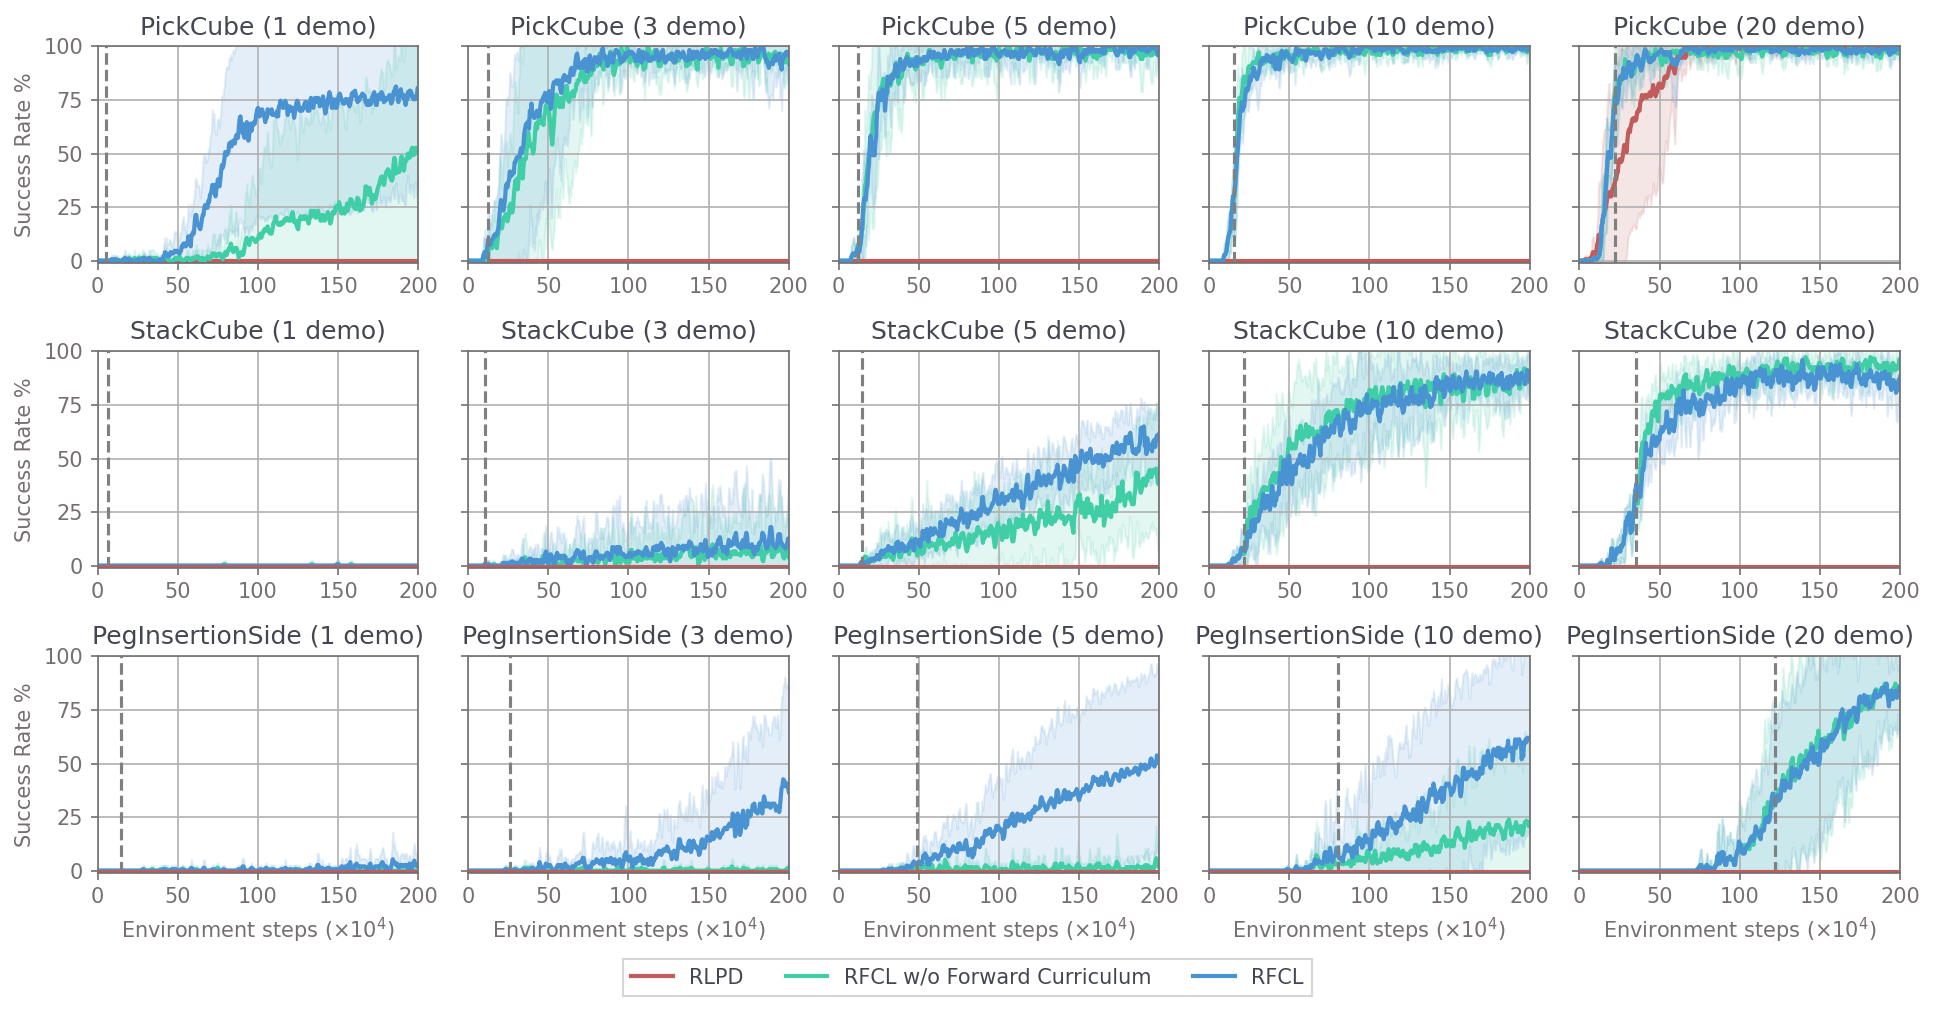 PickCube (1 demo) PickCube (3 demo) PickCube (5 demo) PickCube (10 demo) PickCube (20 demo)
Success Rate %
100
75
50
25
0
0 50 100 150 200 0 50 100 150 200 0 50 100 150 200 0 50 100 150 200 0 50 100 150 200
StackCube (1 demo) StackCube (3 demo) StackCube (5 demo) StackCube (10 demo) StackCube (20 demo)
Success Rate %
100
75
50
25
0
0 50 100 150 200 0 50 100 150 200 0 50 100 150 200 0 50 100 150 200 0 50 100 150 200
PegInsertionSide (1 demo) PegInsertionSide (3 demo) PegInsertionSide (5 demo) PegInsertionSide (10 demo) PegInsertionSide (20 demo)
Success Rate %
100
75
50
25
0
0 50 100 150 200 0 50 100 150 200 0 50 100 150 200 0 50 100 150 200 0 50 100 150 200
Environment steps (×10⁴) Environment steps (×10⁴) Environment steps (×10⁴) Environment steps (×10⁴) Environment steps (×10⁴)
RLPD RFCL w/o Forward Curriculum RFCL